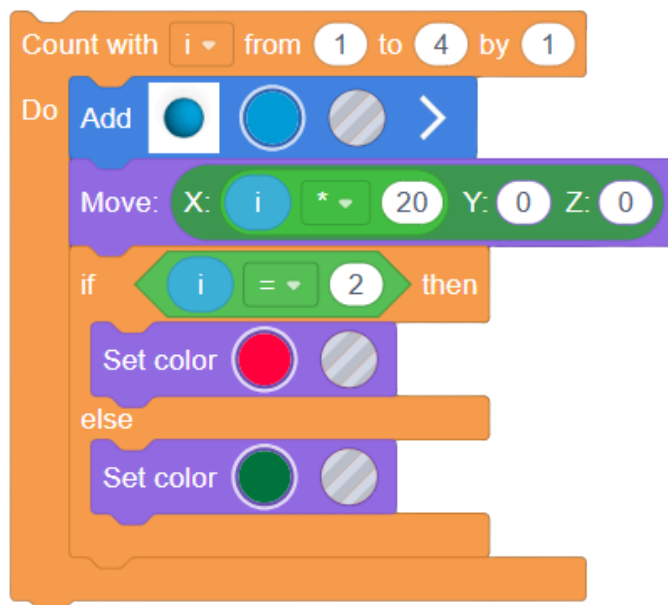 Count with i from 1 to 4 by 1
Do Add
Move: X: i * 20 Y: 0 Z: 0
if i = 2 then
Set color
else
Set color